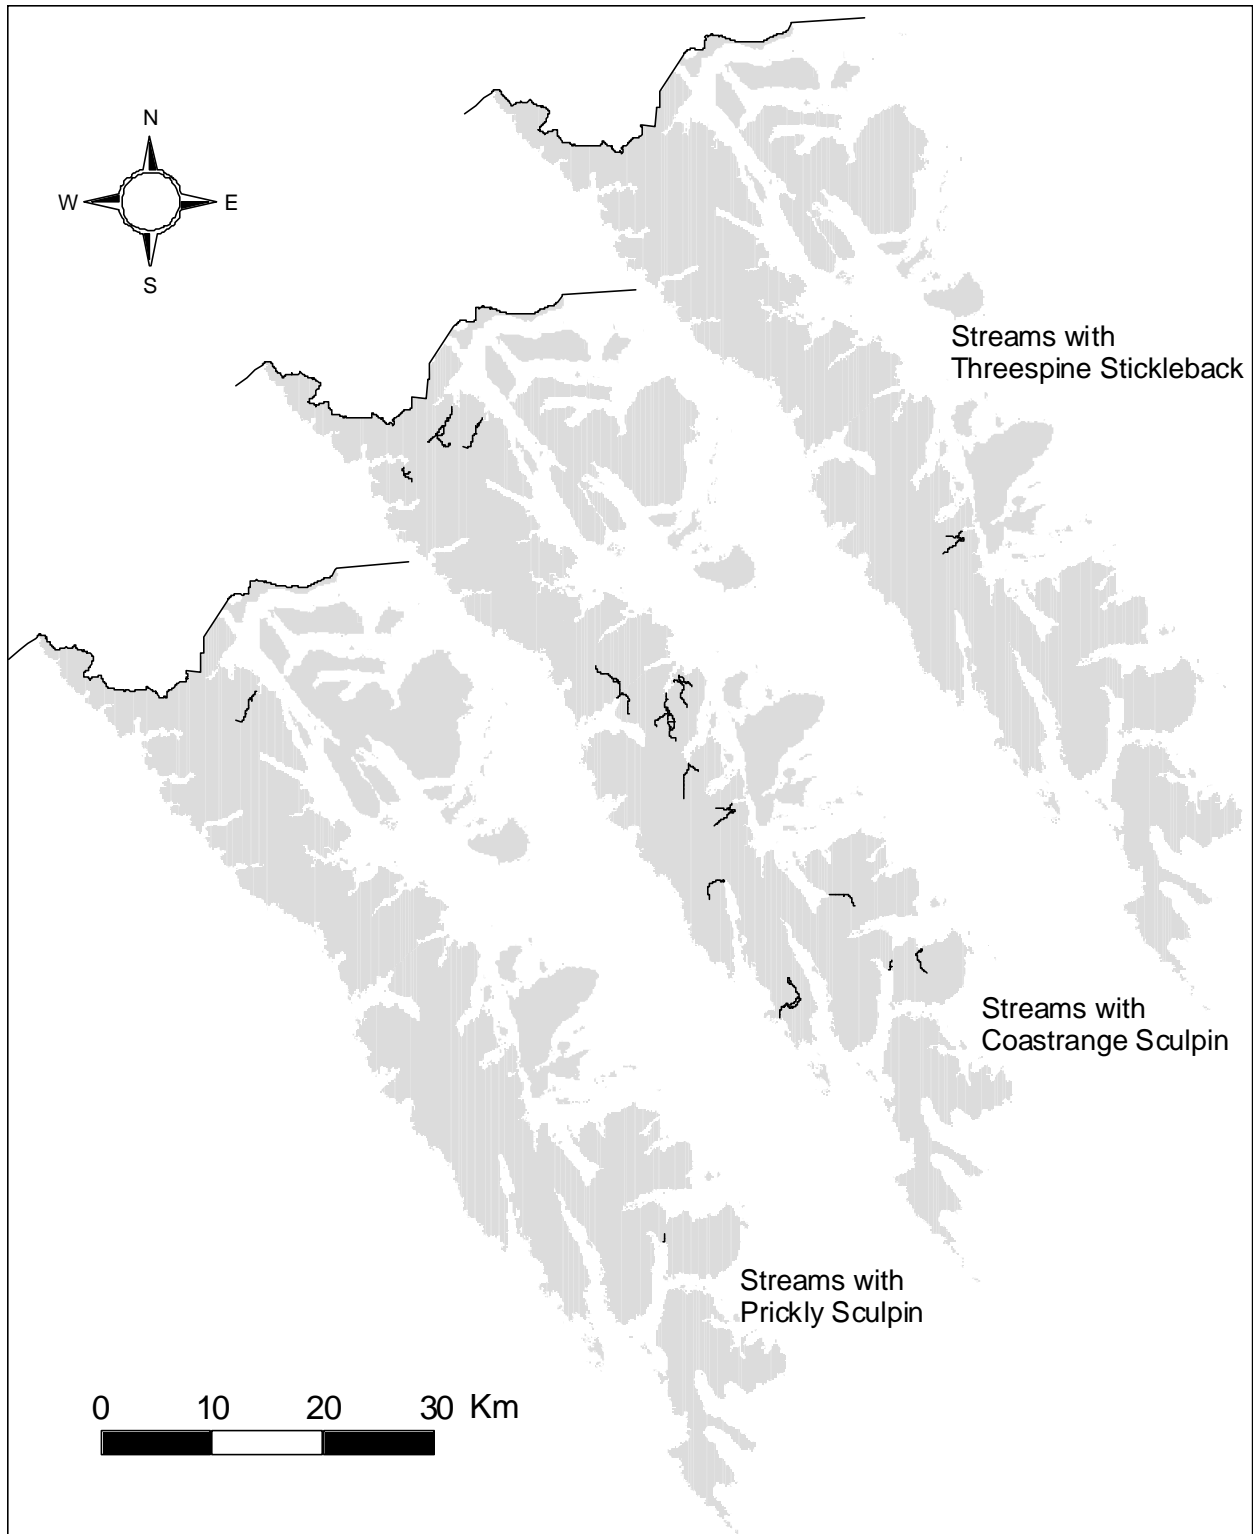 N
W E
S
Streams with
Threespine Stickleback
Streams with
Coastrange Sculpin
Streams with
Prickly Sculpin
0 10 20 30 Km